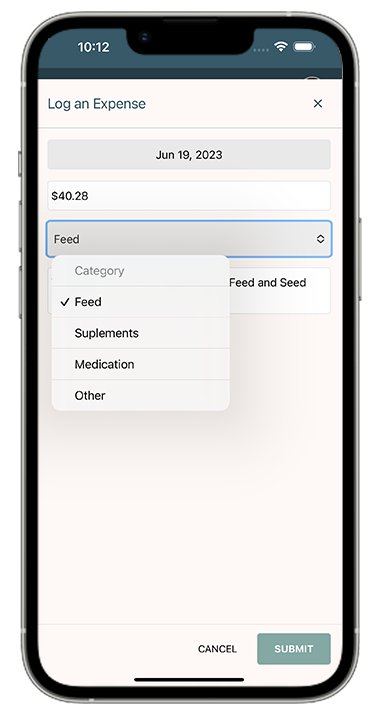 10:12
Log an Expense
Jun 19, 2023
$40.28
Feed
Feed and Seed
Category
Feed
Suplements
Medication
Other
CANCEL
SUBMIT